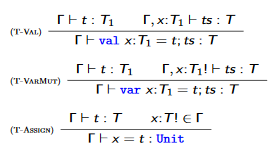 Γ ⊢ t : T₁    Γ, x: T₁ ⊢ ts : T
(T-Val)
Γ ⊢ val x: T₁ = t; ts : T
Γ ⊢ t : T₁    Γ, x: T₁! ⊢ ts : T
(T-VarMut)
Γ ⊢ var x: T₁ = t; ts : T
Γ ⊢ t : T    x: T! ∈ Γ
(T-Assign)
Γ ⊢ x = t : Unit